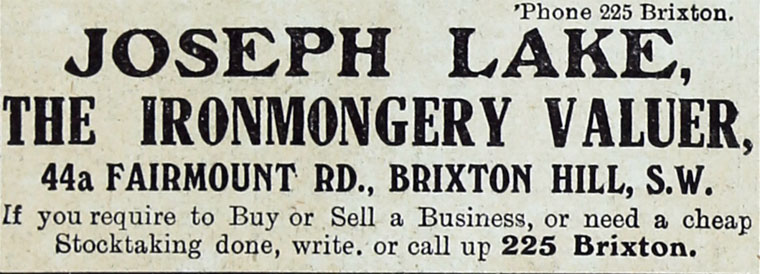 'Phone 225 Brixton.
JOSEPH LAKE,
THE IRONMONGERY VALUER,
44a FAIRMOUNT RD., BRIXTON HILL, S.W.
If you require to Buy or Sell a Business, or need a cheap
Stocktaking done, write. or call up 225 Brixton.